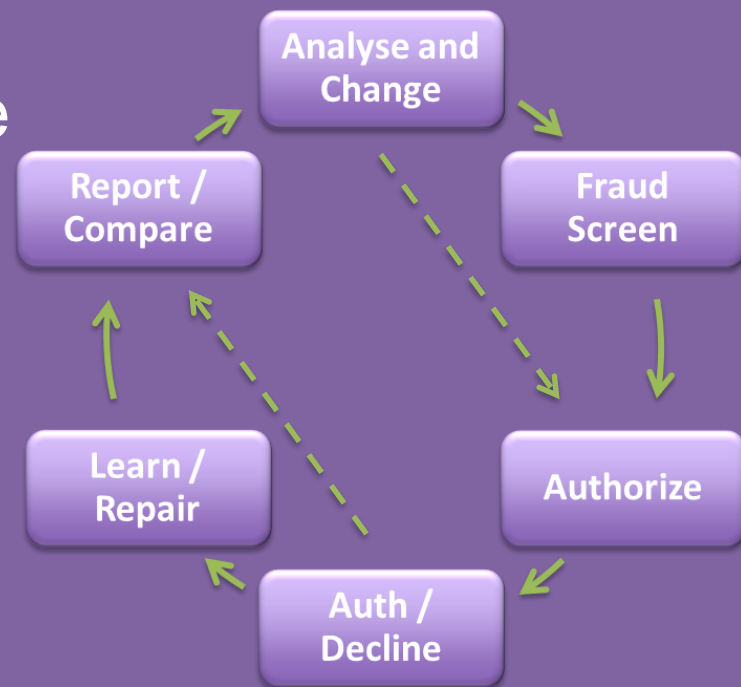 Analyse and
Change
e
Report /
Compare
Fraud
Screen
Learn /
Repair
Authorize
Auth /
Decline